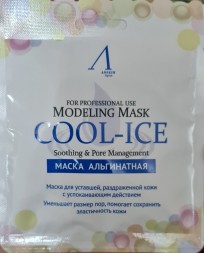 ANSKIN
FOR PROFESSIONAL USE
MODELING MASK
COOL-ICE
Soothing & Pore Management
МАСКА АЛЬГИНАТНАЯ
Маска для уставшей, раздраженной кожи
с успокаивающим действием
Уменьшает размер пор, помогает сохранить
эластичность кожи